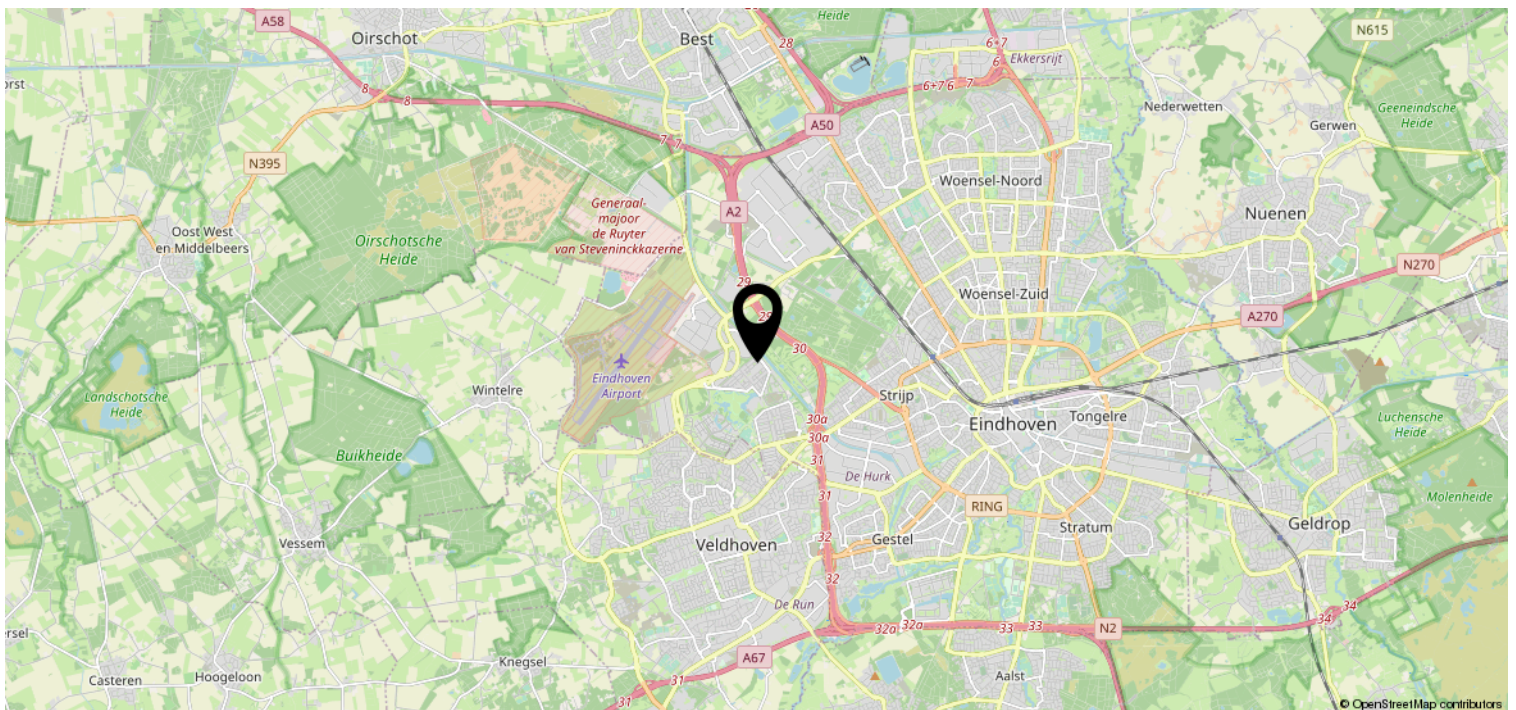 A58
Oirschot
Best
28
Heide
6+7
6
Ekkersrijt
N615
orst
8
8
6+7
6
7
Nederwetten
Geeneindsche
Heide
A50
Gerwen
7
7
N395
Woensel-Noord
Generaal-
majoor
de Ruyter
van Steveninckkazerne
A2
Nuenen
Oost West
en Middelbeers
Oirschotsche
Heide
N270
29
Woensel-Zuid
29
A270
30
Eindhoven
Airport
Wintelre
Landschotsche
Heide
Strijp
Tongelre
Eindhoven
30a
30a
Luchensche
Heide
Buikheide
31
De Hurk
31
Molenheide
RING
Stratum
Geldrop
Vessem
32
Gestel
Veldhoven
32
De Run
34
34
32a
32a
33
33
N2
ersel
Knegsel
A67
Casteren
Hoogeloon
31
31
Aalst
© OpenStreetMap contributors